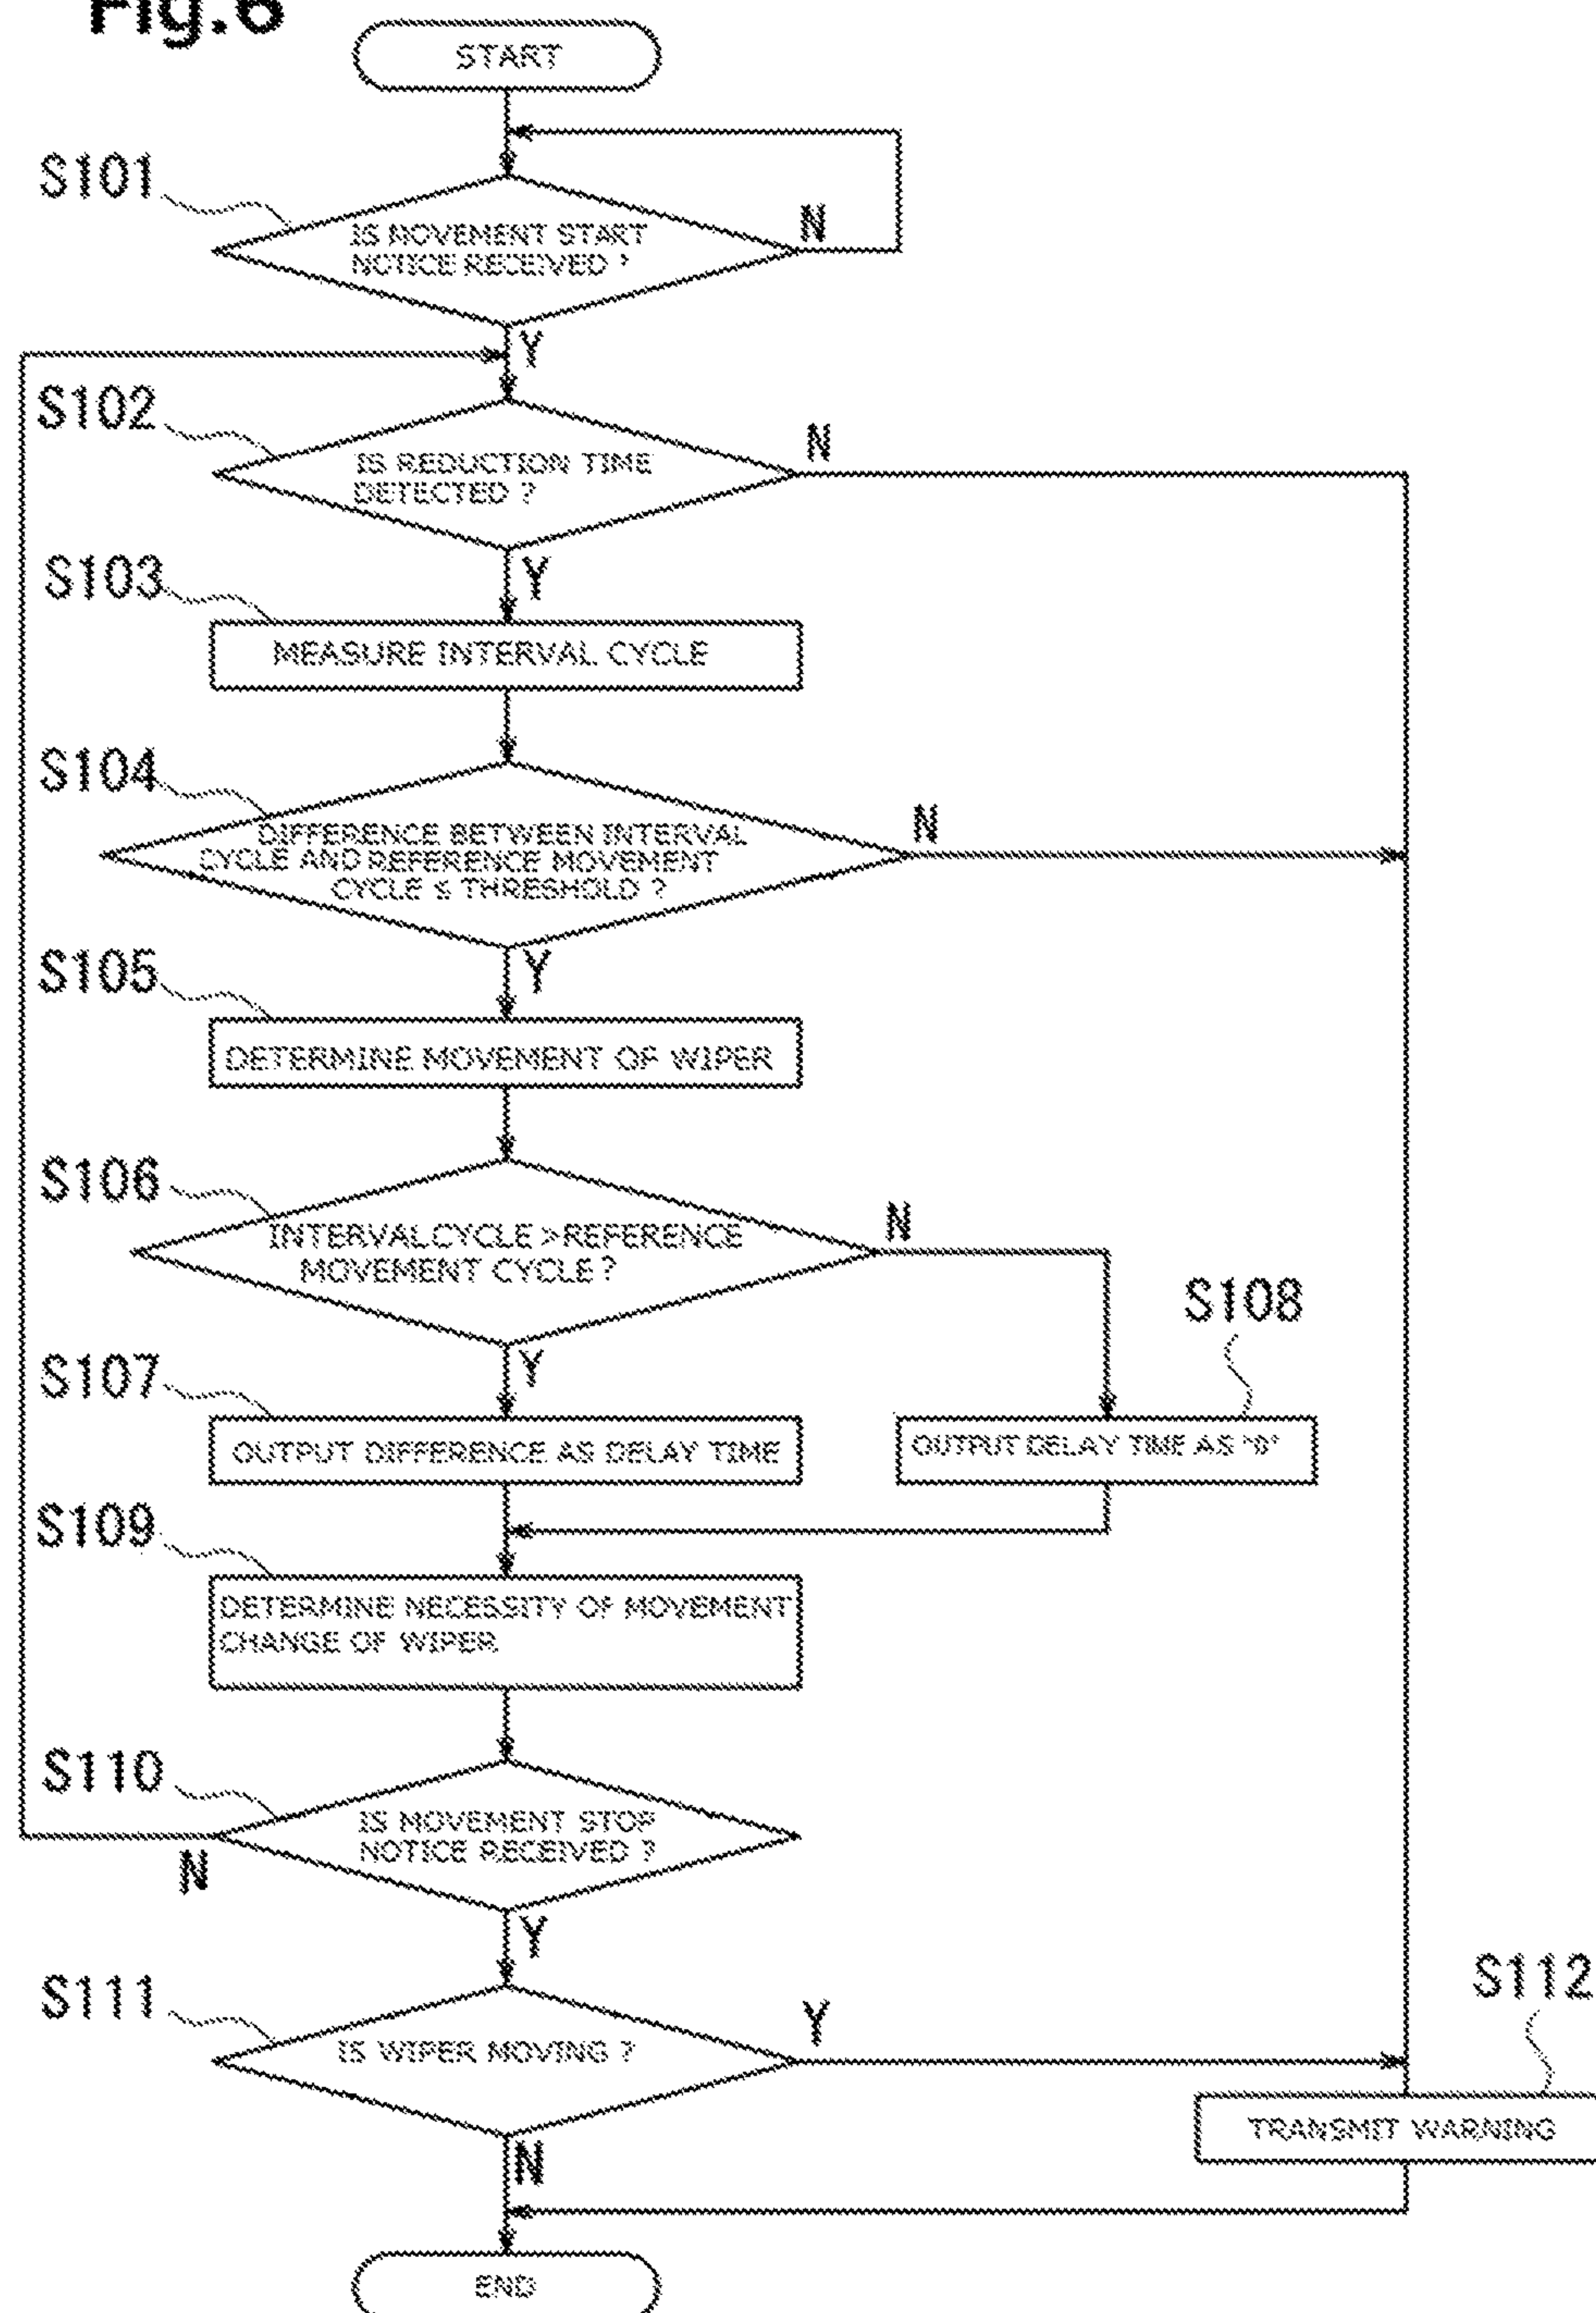 Fig.6
START
S101
IS MOVEMENT START
NOTICE RECEIVED ?
N
Y
S102
IS REDUCTION TIME
DETECTED ?
N
Y
S103
MEASURE INTERVAL CYCLE
S104
DIFFERENCE BETWEEN INTERVAL
CYCLE AND REFERENCE MOVEMENT
CYCLE ≤ THRESHOLD ?
N
Y
S105
DETERMINE MOVEMENT OF WIPER
S106
INTERVAL CYCLE > REFERENCE
MOVEMENT CYCLE ?
N
Y
S107
OUTPUT DIFFERENCE AS DELAY TIME
S108
OUTPUT DELAY TIME AS "0"
S109
DETERMINE NECESSITY OF MOVEMENT
CHANGE OF WIPER
S110
IS MOVEMENT STOP
NOTICE RECEIVED ?
N
Y
S111
IS WIPER MOVING ?
Y
N
S112
TRANSMIT WARNING
END